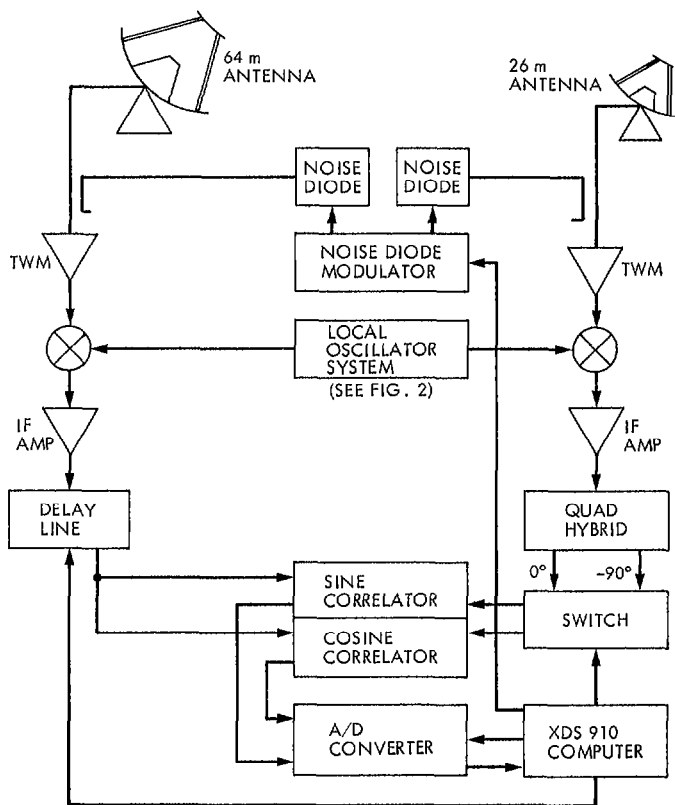 64 m
ANTENNA
26 m
ANTENNA
NOISE
DIODE
NOISE
DIODE
TWM
NOISE DIODE
MODULATOR
TWM
LOCAL
OSCILLATOR
SYSTEM
(SEE FIG. 2)
IF
AMP
IF
AMP
DELAY
LINE
QUAD
HYBRID
0°
-90°
SINE
CORRELATOR
SWITCH
COSINE
CORRELATOR
A/D
CONVERTER
XDS 910
COMPUTER